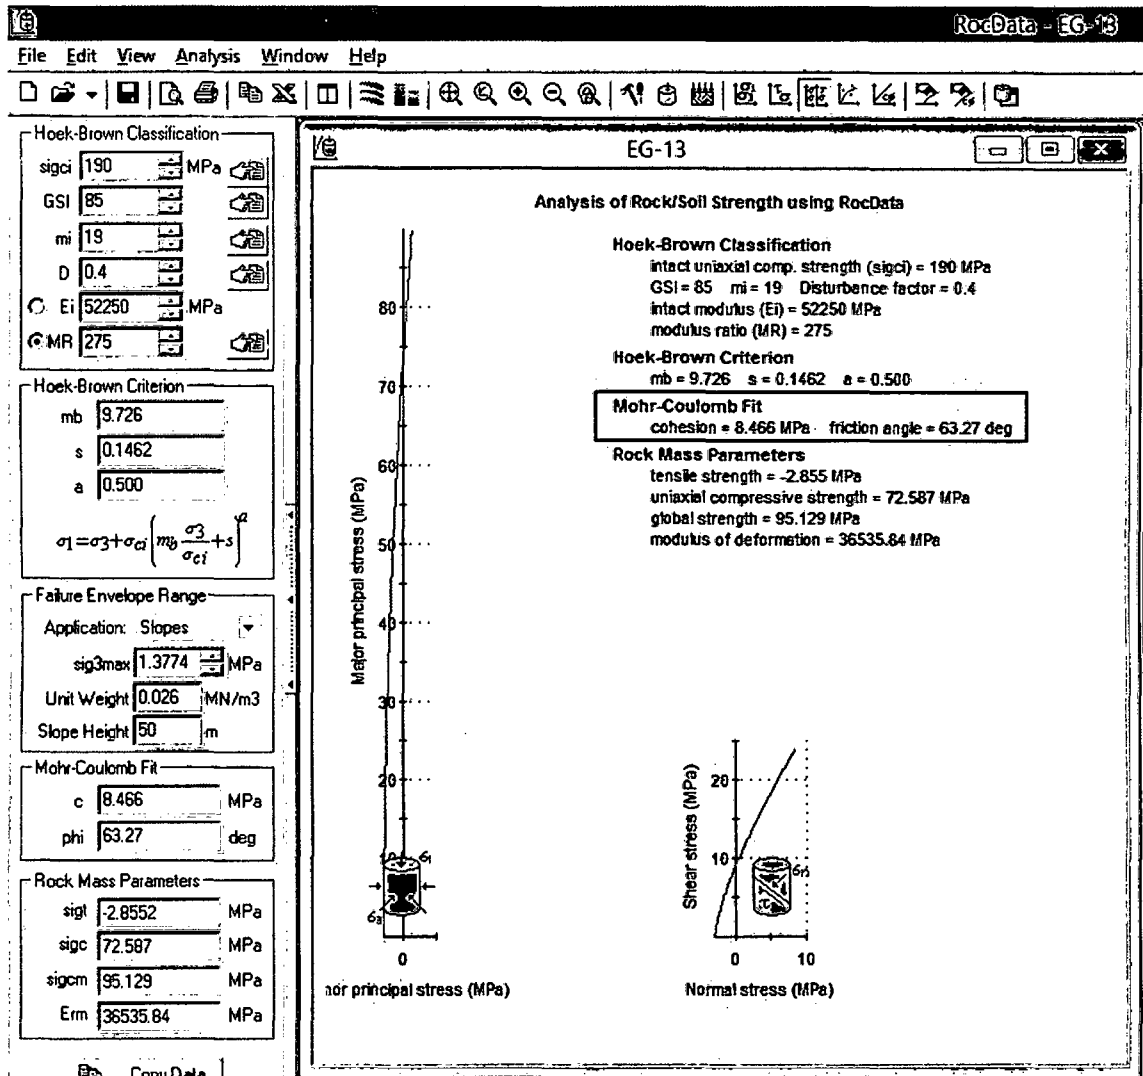 RocData - EG-13
File Edit View Analysis Window Help
Hoek-Brown Classification
sigci 190 MPa
GSI 85
mi 19
D 0.4
Ei 52250 MPa
MR 275
Hoek-Brown Criterion
mb 9.726
s 0.1462
a 0.500
σ1=σ3+σci(mb σ3/σci+s)^a
Failure Envelope Range
Application: Slopes
sig3max 1.3774 MPa
Unit Weight 0.026 MN/m3
Slope Height 50 m
Mohr-Coulomb Fit
c 8.466 MPa
phi 63.27 deg
Rock Mass Parameters
sigt -2.8552 MPa
sigc 72.587 MPa
sigcm 95.129 MPa
Erm 36535.84 MPa
Copy Data
EG-13
Analysis of Rock/Soil Strength using RocData
Hoek-Brown Classification
intact uniaxial comp. strength (sigci) = 190 MPa
GSI = 85 mi = 19 Disturbance factor = 0.4
intact modulus (Ei) = 52250 MPa
modulus ratio (MR) = 275
Hoek-Brown Criterion
mb = 9.726 s = 0.1462 a = 0.500
Mohr-Coulomb Fit
cohesion = 8.466 MPa friction angle = 63.27 deg
Rock Mass Parameters
tensile strength = -2.855 MPa
uniaxial compressive strength = 72.587 MPa
global strength = 95.129 MPa
modulus of deformation = 36535.84 MPa
Major principal stress (MPa)
80
70
60
50
40
30
20
10
σ1
σ3
0
nor principal stress (MPa)
Shear stress (MPa)
20
10
σn
τ
0 10
Normal stress (MPa)